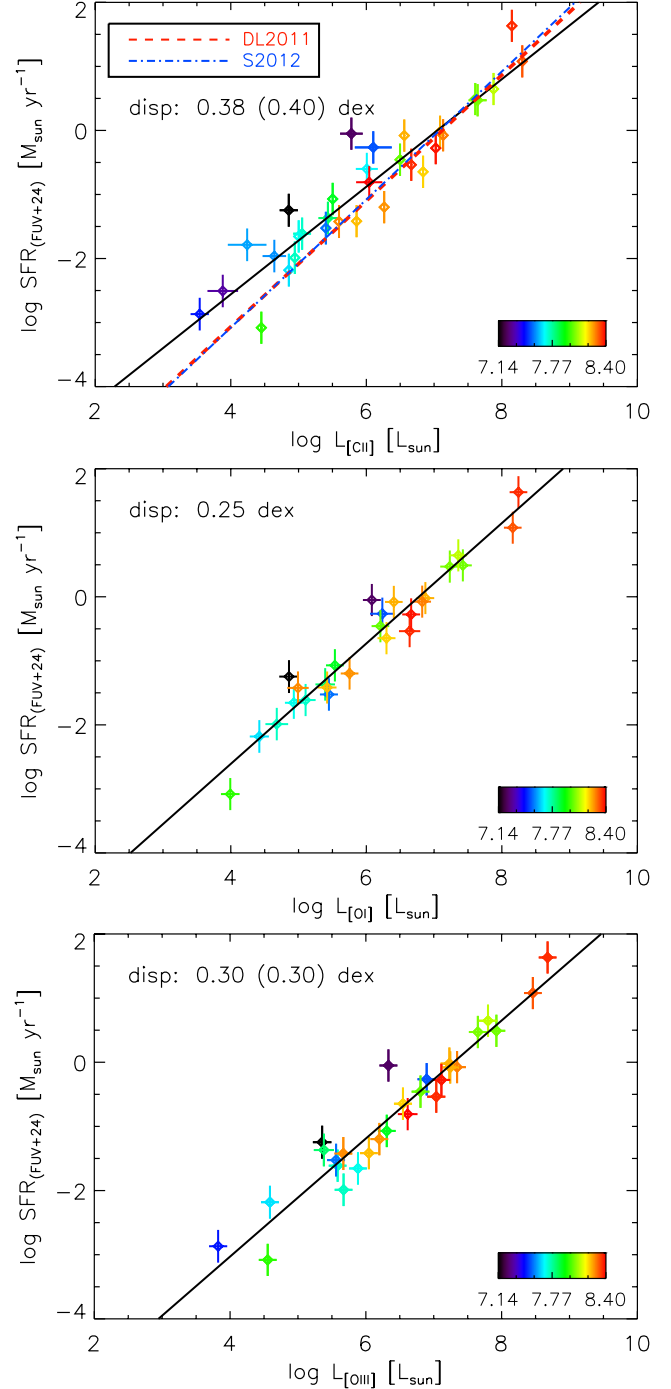 DL2011
S2012
disp: 0.38 (0.40) dex
log SFR(FUV+24) [Msun yr−1]
2
0
−2
−4
7.14 7.77 8.40
2 4 6 8 10
log L[CII] [Lsun]
disp: 0.25 dex
log SFR(FUV+24) [Msun yr−1]
2
0
−2
−4
7.14 7.77 8.40
2 4 6 8 10
log L[OI] [Lsun]
disp: 0.30 (0.30) dex
log SFR(FUV+24) [Msun yr−1]
2
0
−2
−4
7.14 7.77 8.40
2 4 6 8 10
log L[OIII] [Lsun]